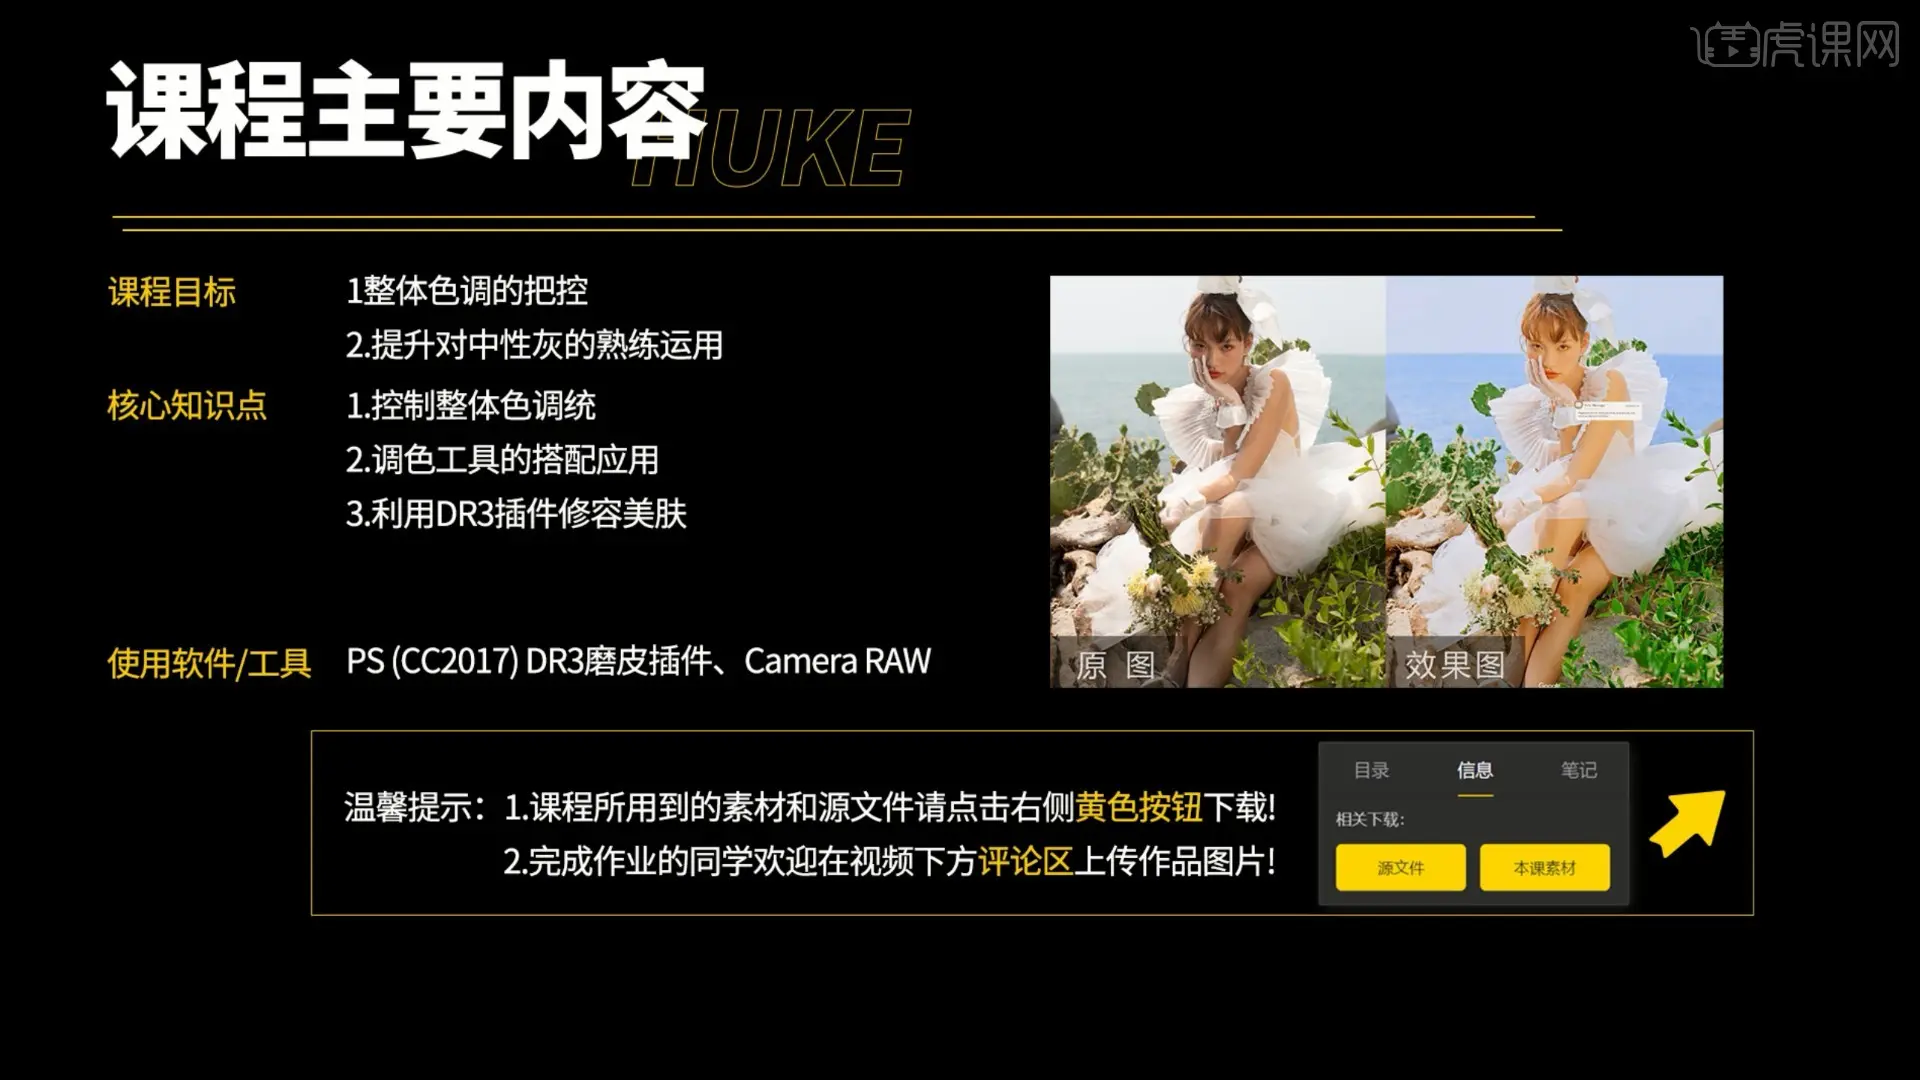 虎课网
课程主要内容
HUKE
课程目标
1整体色调的把控
2.提升对中性灰的熟练运用
核心知识点
1.控制整体色调统
2.调色工具的搭配应用
3.利用DR3插件修容美肤
使用软件/工具
PS (CC2017) DR3磨皮插件、Camera RAW
原 图
效果图
温馨提示：1.课程所用到的素材和源文件请点击右侧黄色按钮下载!
2.完成作业的同学欢迎在视频下方评论区上传作品图片!
目录 信息 笔记
相关下载:
源文件 本课素材